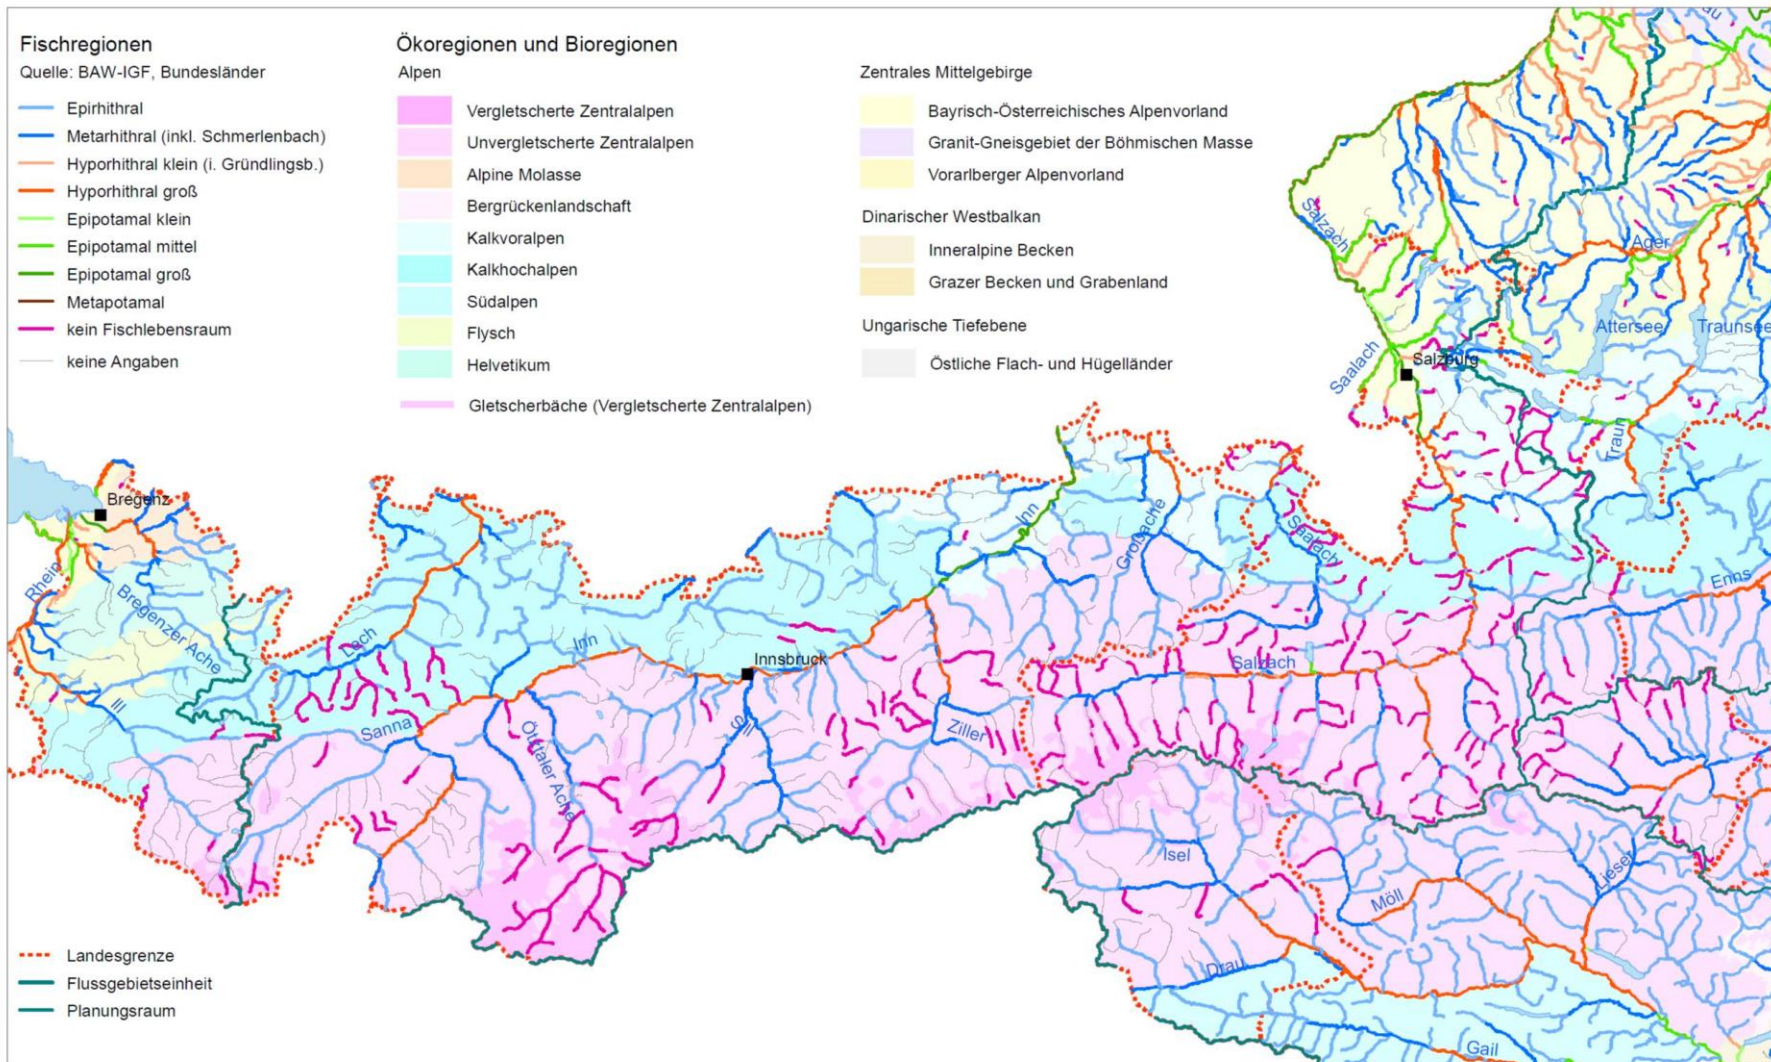 Fischregionen
Quelle: BAW-IGF, Bundesländer
Epirhithral
Metarhithral (inkl. Schmerlenbach)
Hyporhithral klein (i. Gründlingsb.)
Hyporhithral groß
Epipotamal klein
Epipotamal mittel
Epipotamal groß
Metapotamal
kein Fischlebensraum
keine Angaben
Ökoregionen und Bioregionen
Alpen
Vergletscherte Zentralalpen
Unvergletscherte Zentralalpen
Alpine Molasse
Bergrückenlandschaft
Kalkvoralpen
Kalkhochalpen
Südalpen
Flysch
Helvetikum
Gletscherbäche (Vergletscherte Zentralalpen)
Zentrales Mittelgebirge
Bayrisch-Österreichisches Alpenvorland
Granit-Gneisgebiet der Böhmischen Masse
Vorarlberger Alpenvorland
Dinarischer Westbalkan
Inneralpine Becken
Grazer Becken und Grabenland
Ungarische Tiefebene
Östliche Flach- und Hügelländer
Salzach
Ager
Attersee
Traunsee
Saalach
Salzburg
Traun
Bregenz
Rhein
Bregenzer Ache
Ill
Lech
Inn
Innsbruck
Sanna
Ötztaler Ache
Sill
Ziller
Inn
Großache
Saalach
Salzach
Enns
Isel
Möll
Lieser
Drau
Gail
Landesgrenze
Flussgebietseinheit
Planungsraum